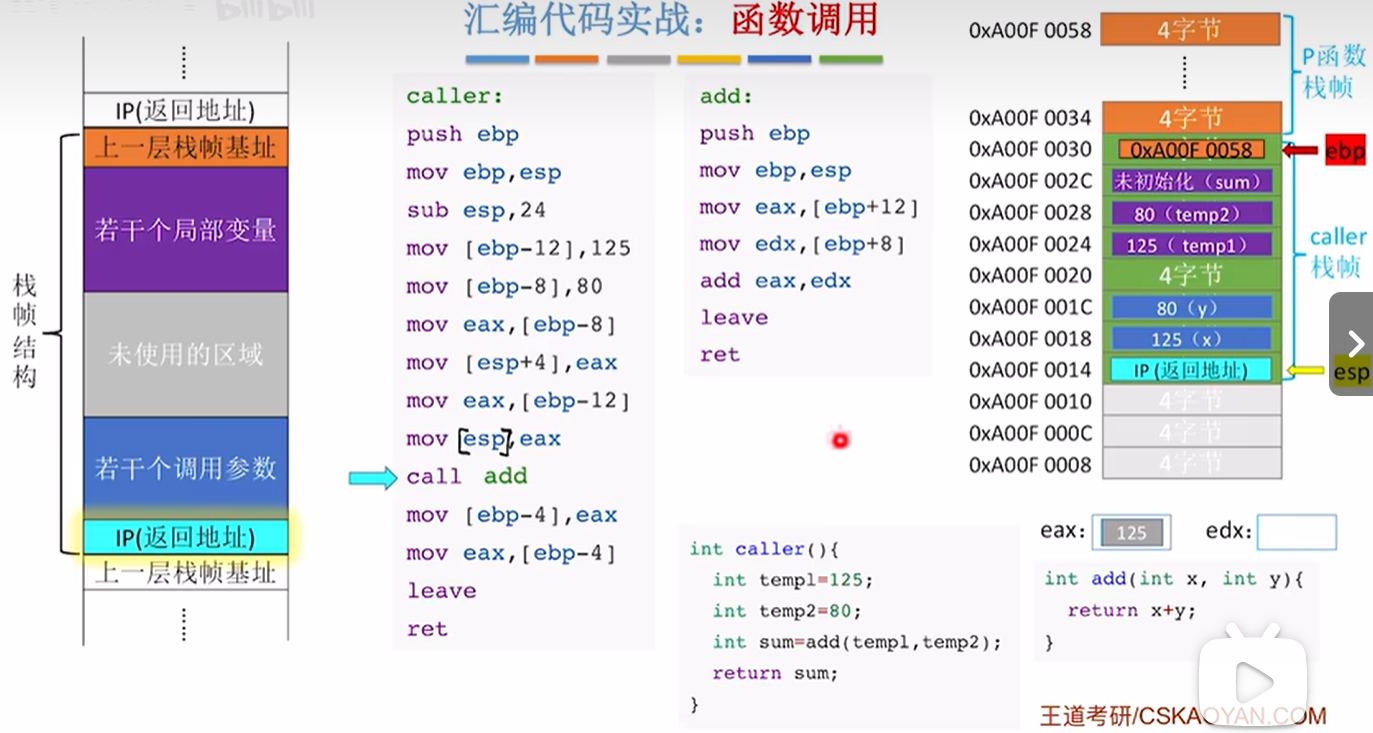 汇编代码实战：函数调用
IP(返回地址)
上一层栈帧基址
若干个局部变量
未使用的区域
若干个调用参数
IP(返回地址)
上一层栈帧基址
栈帧结构
caller:
push ebp
mov ebp,esp
sub esp,24
mov [ebp-12],125
mov [ebp-8],80
mov eax,[ebp-8]
mov [esp+4],eax
mov eax,[ebp-12]
mov [esp],eax
call add
mov [ebp-4],eax
mov eax,[ebp-4]
leave
ret
add:
push ebp
mov ebp,esp
mov eax,[ebp+12]
mov edx,[ebp+8]
add eax,edx
leave
ret
int caller(){
int temp1=125;
int temp2=80;
int sum=add(temp1,temp2);
return sum;
}
0xA00F 0058 4字节
P函数
栈帧
0xA00F 0034 4字节
0xA00F 0030 0xA00F 0058 ebp
0xA00F 002C 未初始化（sum）
0xA00F 0028 80（temp2）
0xA00F 0024 125（ temp1）
caller
栈帧
0xA00F 0020 4字节
0xA00F 001C 80（y）
0xA00F 0018 125（x）
0xA00F 0014 IP (返回地址) esp
0xA00F 0010 4字节
0xA00F 000C 4字节
0xA00F 0008 4字节
eax: 125 edx:
int add(int x, int y){
return x+y;
}
王道考研/CSKAOYAN.COM